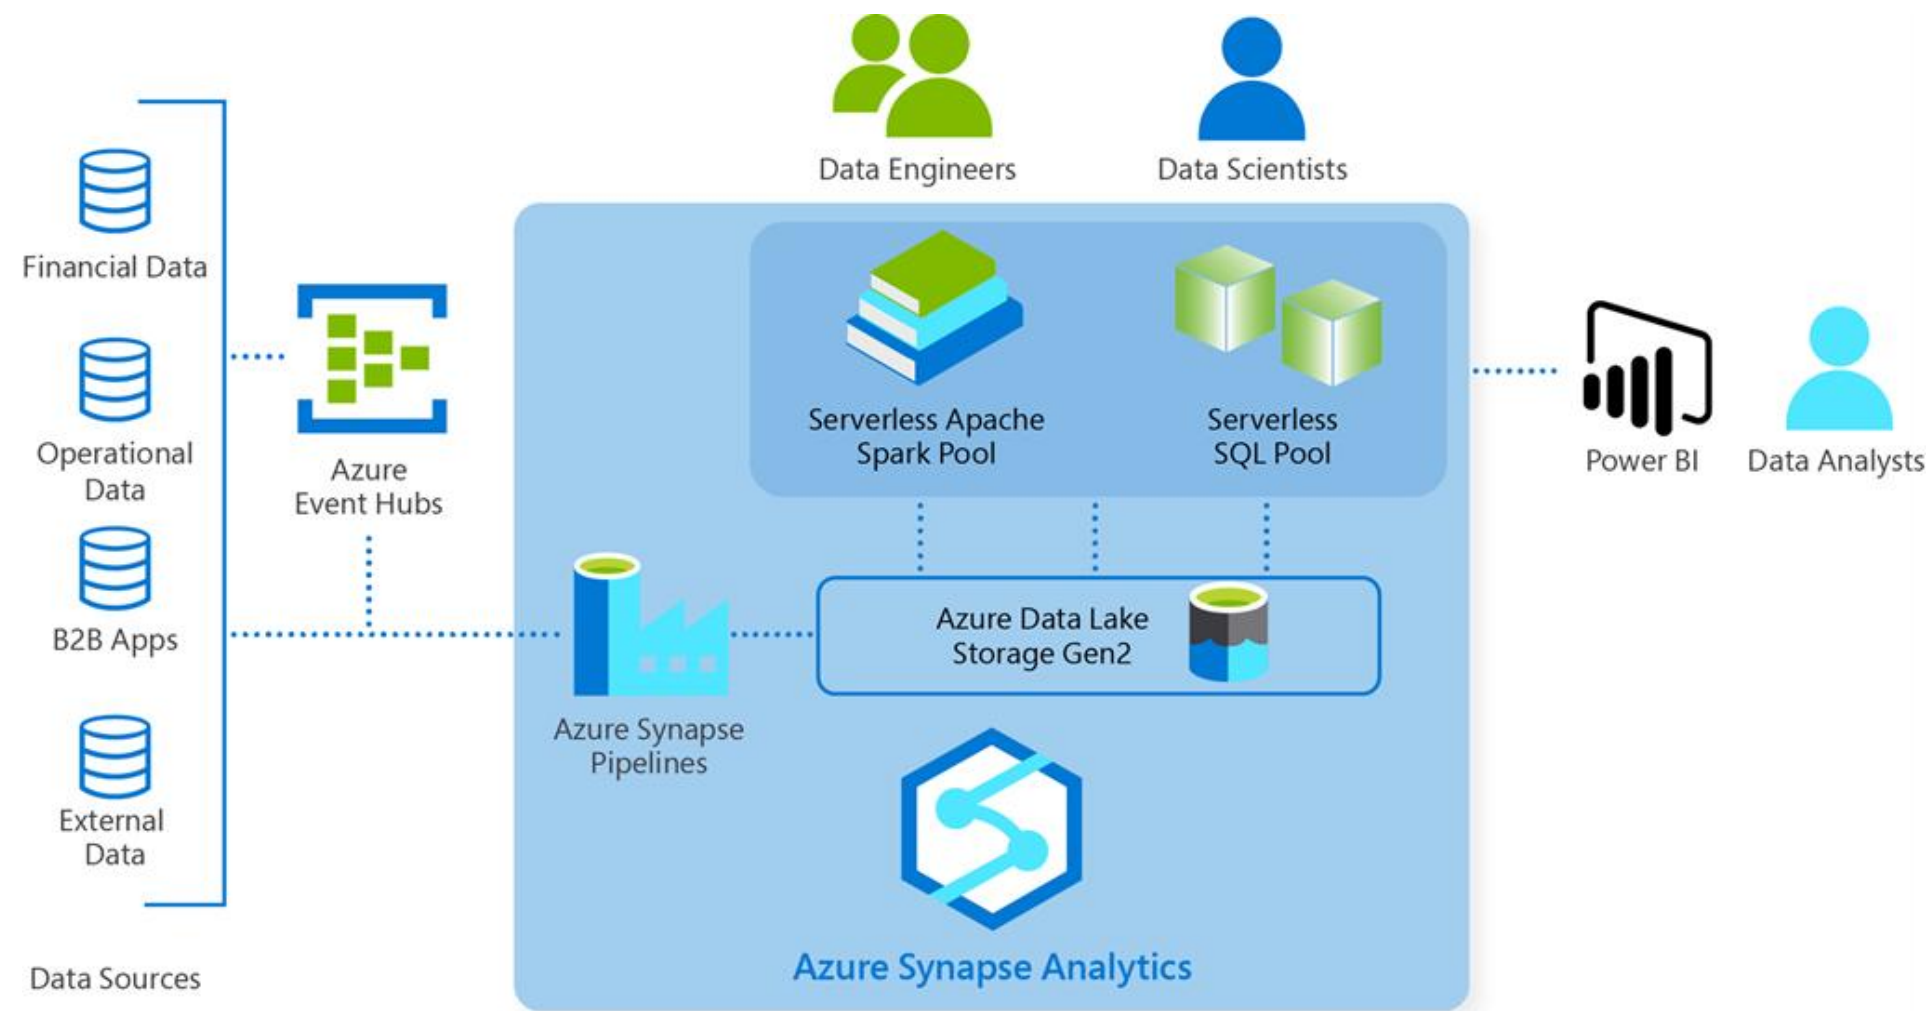 Data Engineers
Data Scientists
Financial Data
Operational
Data
B2B Apps
External
Data
Data Sources
Azure
Event Hubs
Serverless Apache
Spark Pool
Serverless
SQL Pool
Azure Synapse
Pipelines
Azure Data Lake
Storage Gen2
Azure Synapse Analytics
Power BI
Data Analysts